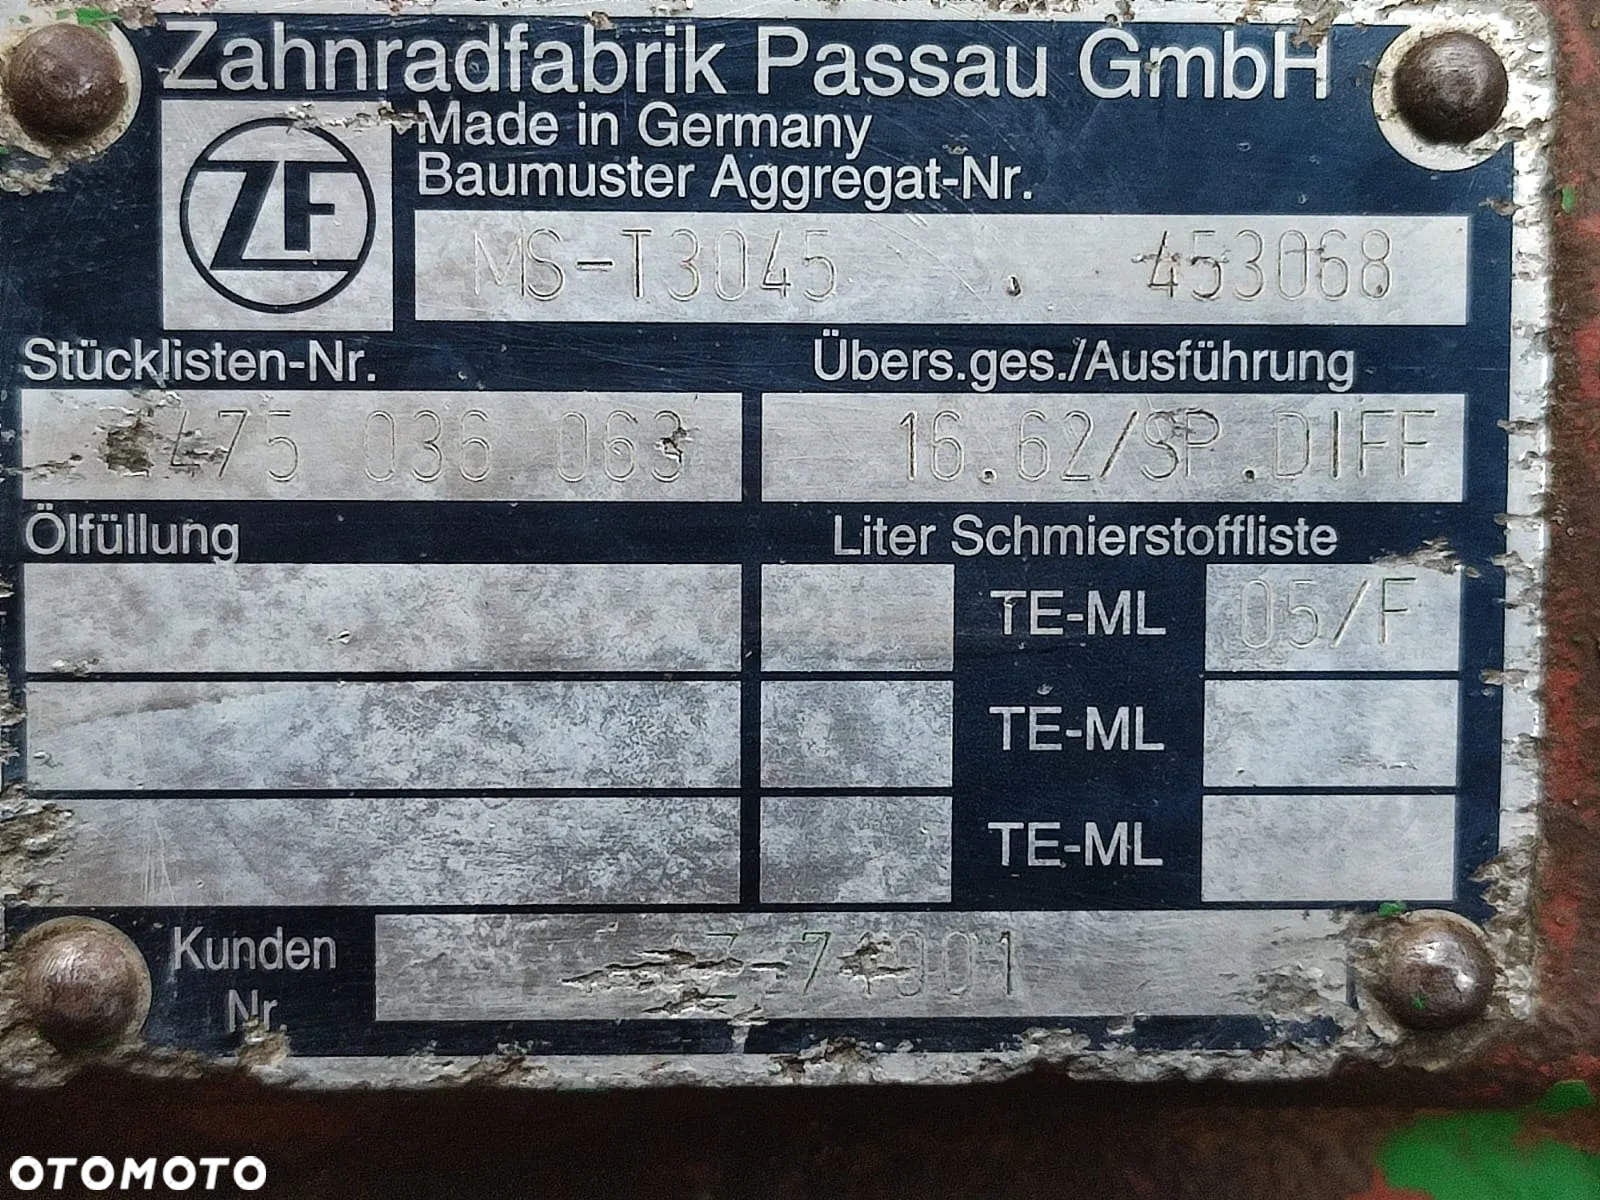 Zahnradfabrik Passau GmbH
ZF
Made in Germany
Baumuster Aggregat-Nr.
MS-T3045 . 453068
Stücklisten-Nr. Übers.ges./Ausführung
4475 036 063 16.62/SP.DIFF
Ölfüllung Liter Schmierstoffliste
TE-ML 05/F
TE-ML
TE-ML
Kunden
Nr.
OTOMOTO